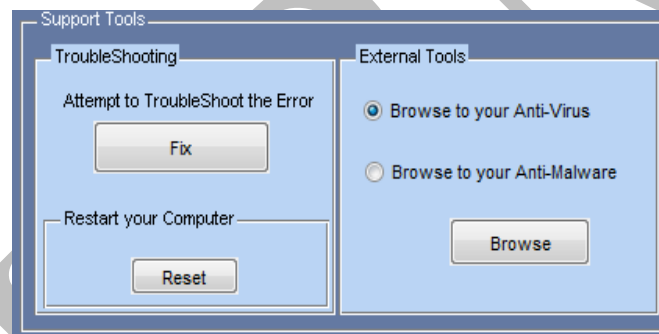 Support Tools
TroubleShooting
Attempt to TroubleShoot the Error
Fix
Restart your Computer
Reset
External Tools
Browse to your Anti-Virus
Browse to your Anti-Malware
Browse